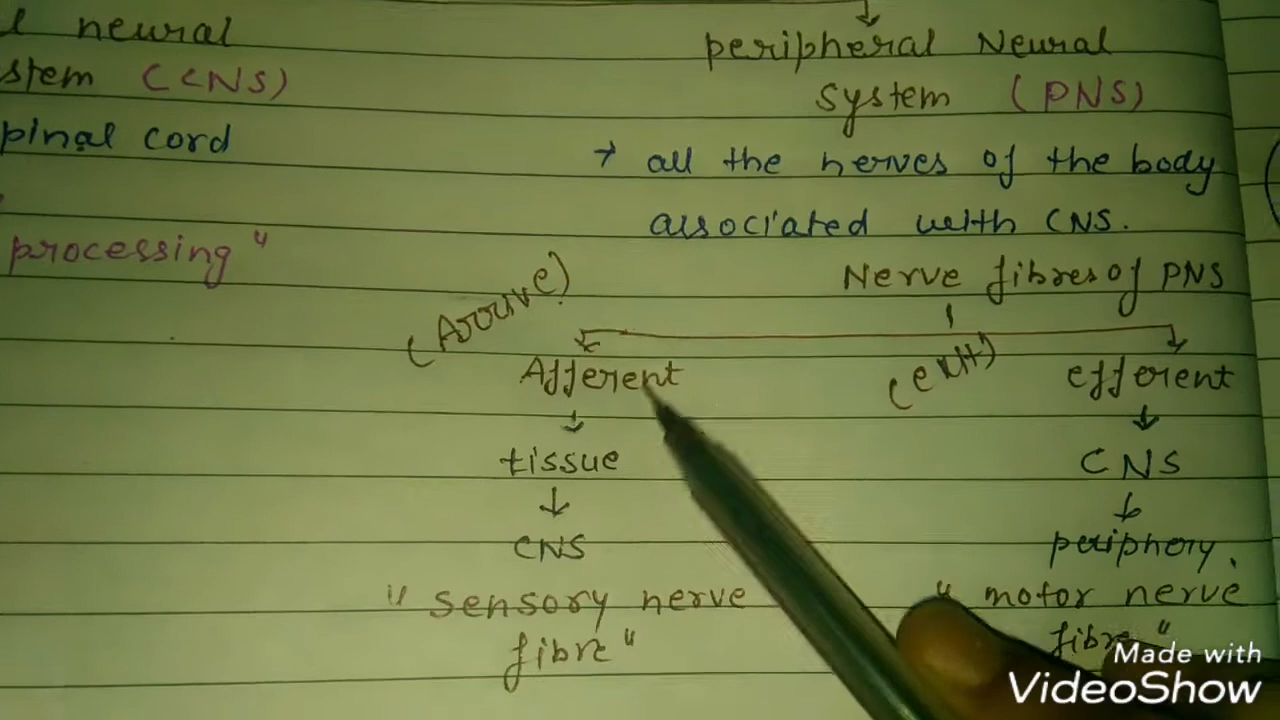 l neural
stem (CNS)
pinal cord
processing"
peripheral Neural
system (PNS)
→ all the nerves of the body
associated with CNS.
Nerve fibres of PNS
(Arrive)
Afferent
↓
tissue
↓
CNS
" sensory nerve
fibre"
(exit)
efferent
↓
CNS
↓
periphery.
" motor nerve
fibre"
Made with
VideoShow